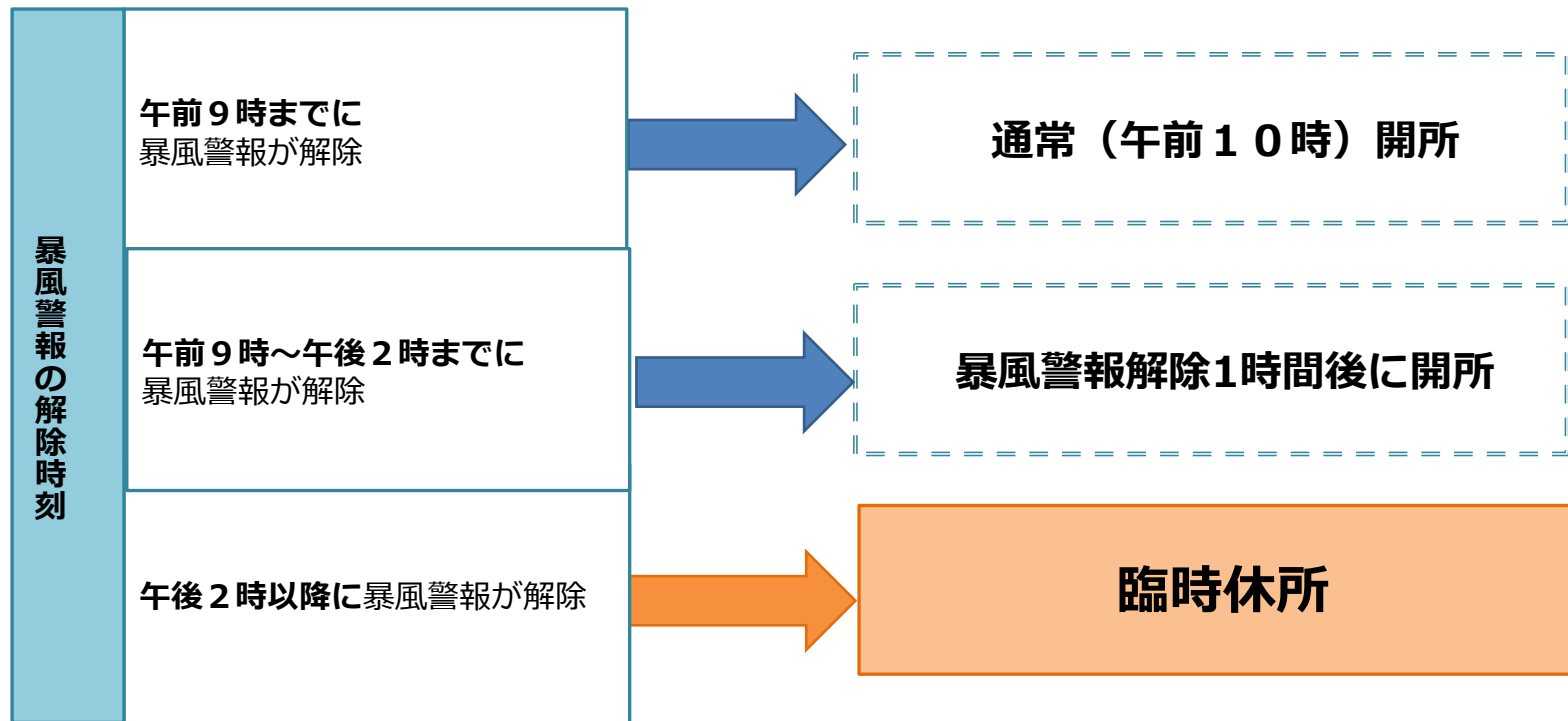 暴風警報の解除時刻
午前９時までに
暴風警報が解除
通常（午前１０時）開所
午前９時～午後２時までに
暴風警報が解除
暴風警報解除1時間後に開所
午後２時以降に暴風警報が解除
臨時休所